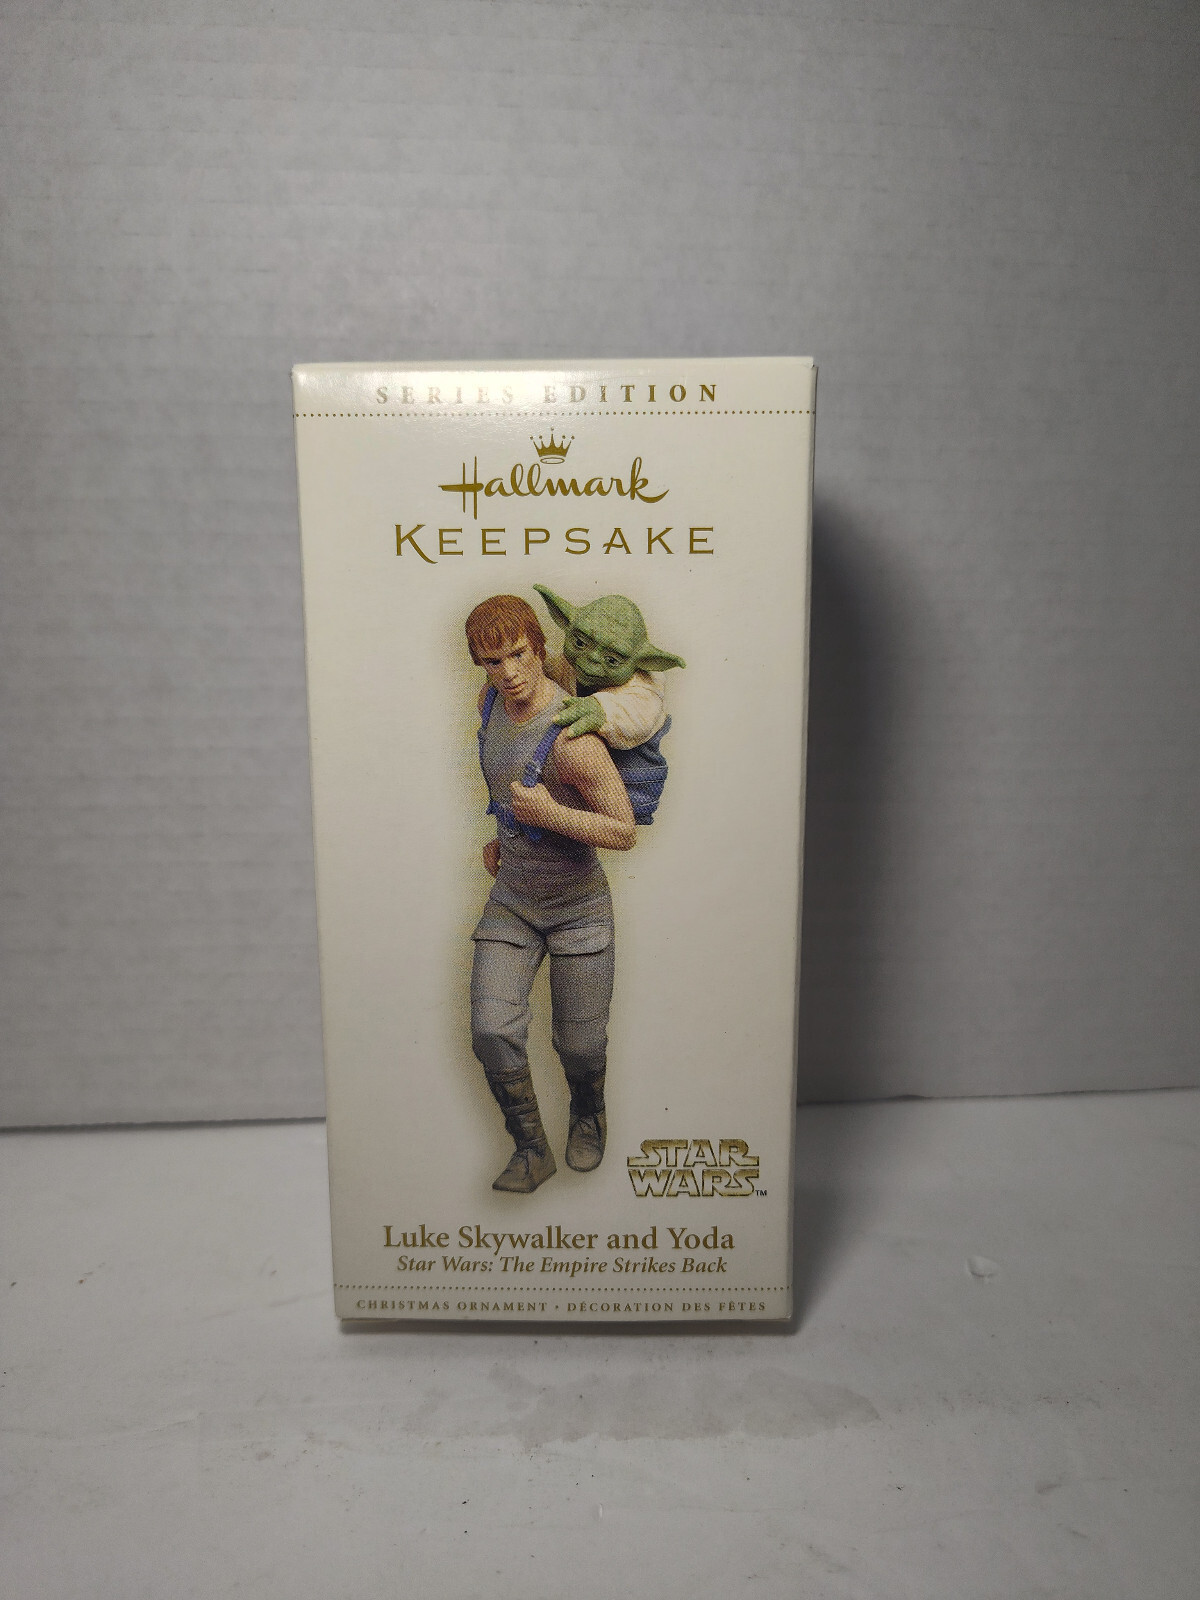 SERIES EDITION
Hallmark
KEEPSAKE
STAR
WARS™
Luke Skywalker and Yoda
Star Wars: The Empire Strikes Back
CHRISTMAS ORNAMENT • DÉCORATION DES FÊTES